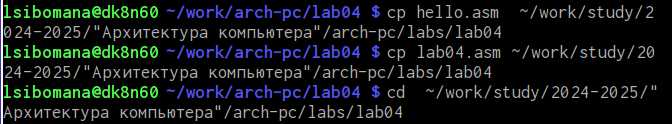 lsibomana@dk8n60 ~/work/arch-pc/lab04 $ cp hello.asm  ~/work/study/2
024-2025/"Архитектура компьютера"/arch-pc/labs/lab04
lsibomana@dk8n60 ~/work/arch-pc/lab04 $ cp lab04.asm ~/work/study/20
24-2025/"Архитектура компьютера"/arch-pc/labs/lab04
lsibomana@dk8n60 ~/work/arch-pc/lab04 $ cd  ~/work/study/2024-2025/"
Архитектура компьютера"/arch-pc/labs/lab04